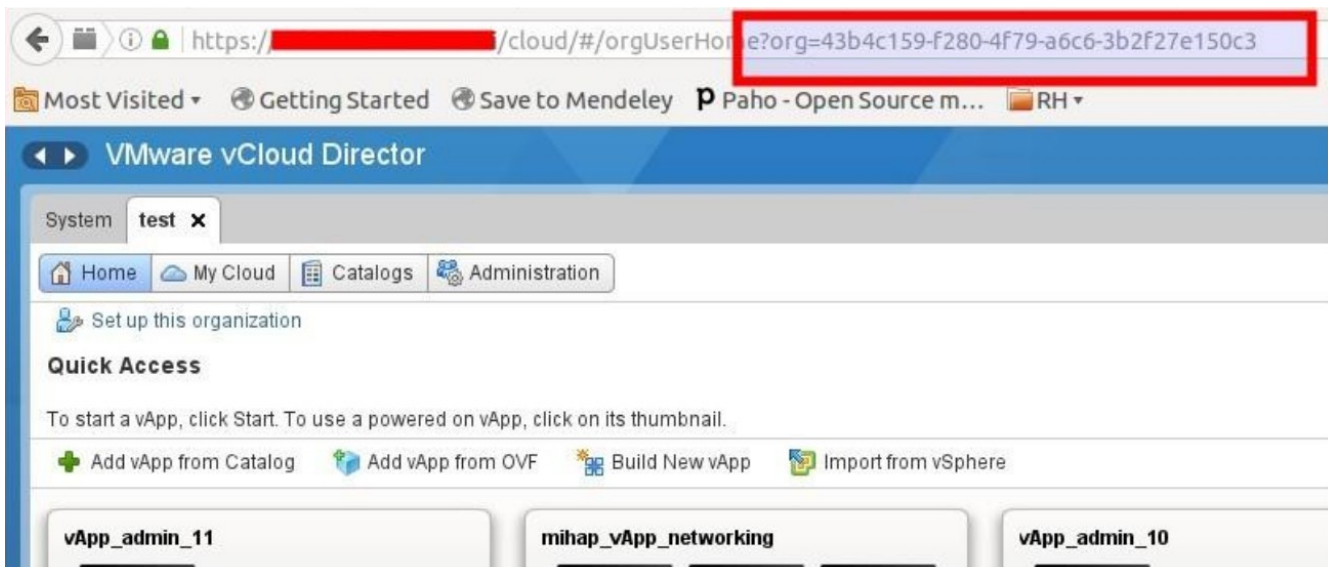 https:///cloud/#/orgUserHome?org=43b4c159-f280-4f79-a6c6-3b2f27e150c3
Most Visited Getting Started Save to Mendeley Paho - Open Source m... RH
VMware vCloud Director
System test
Home My Cloud Catalogs Administration
Set up this organization
Quick Access
To start a vApp, click Start. To use a powered on vApp, click on its thumbnail.
Add vApp from Catalog Add vApp from OVF Build New vApp Import from vSphere
vApp_admin_11 mihap_vApp_networking vApp_admin_10